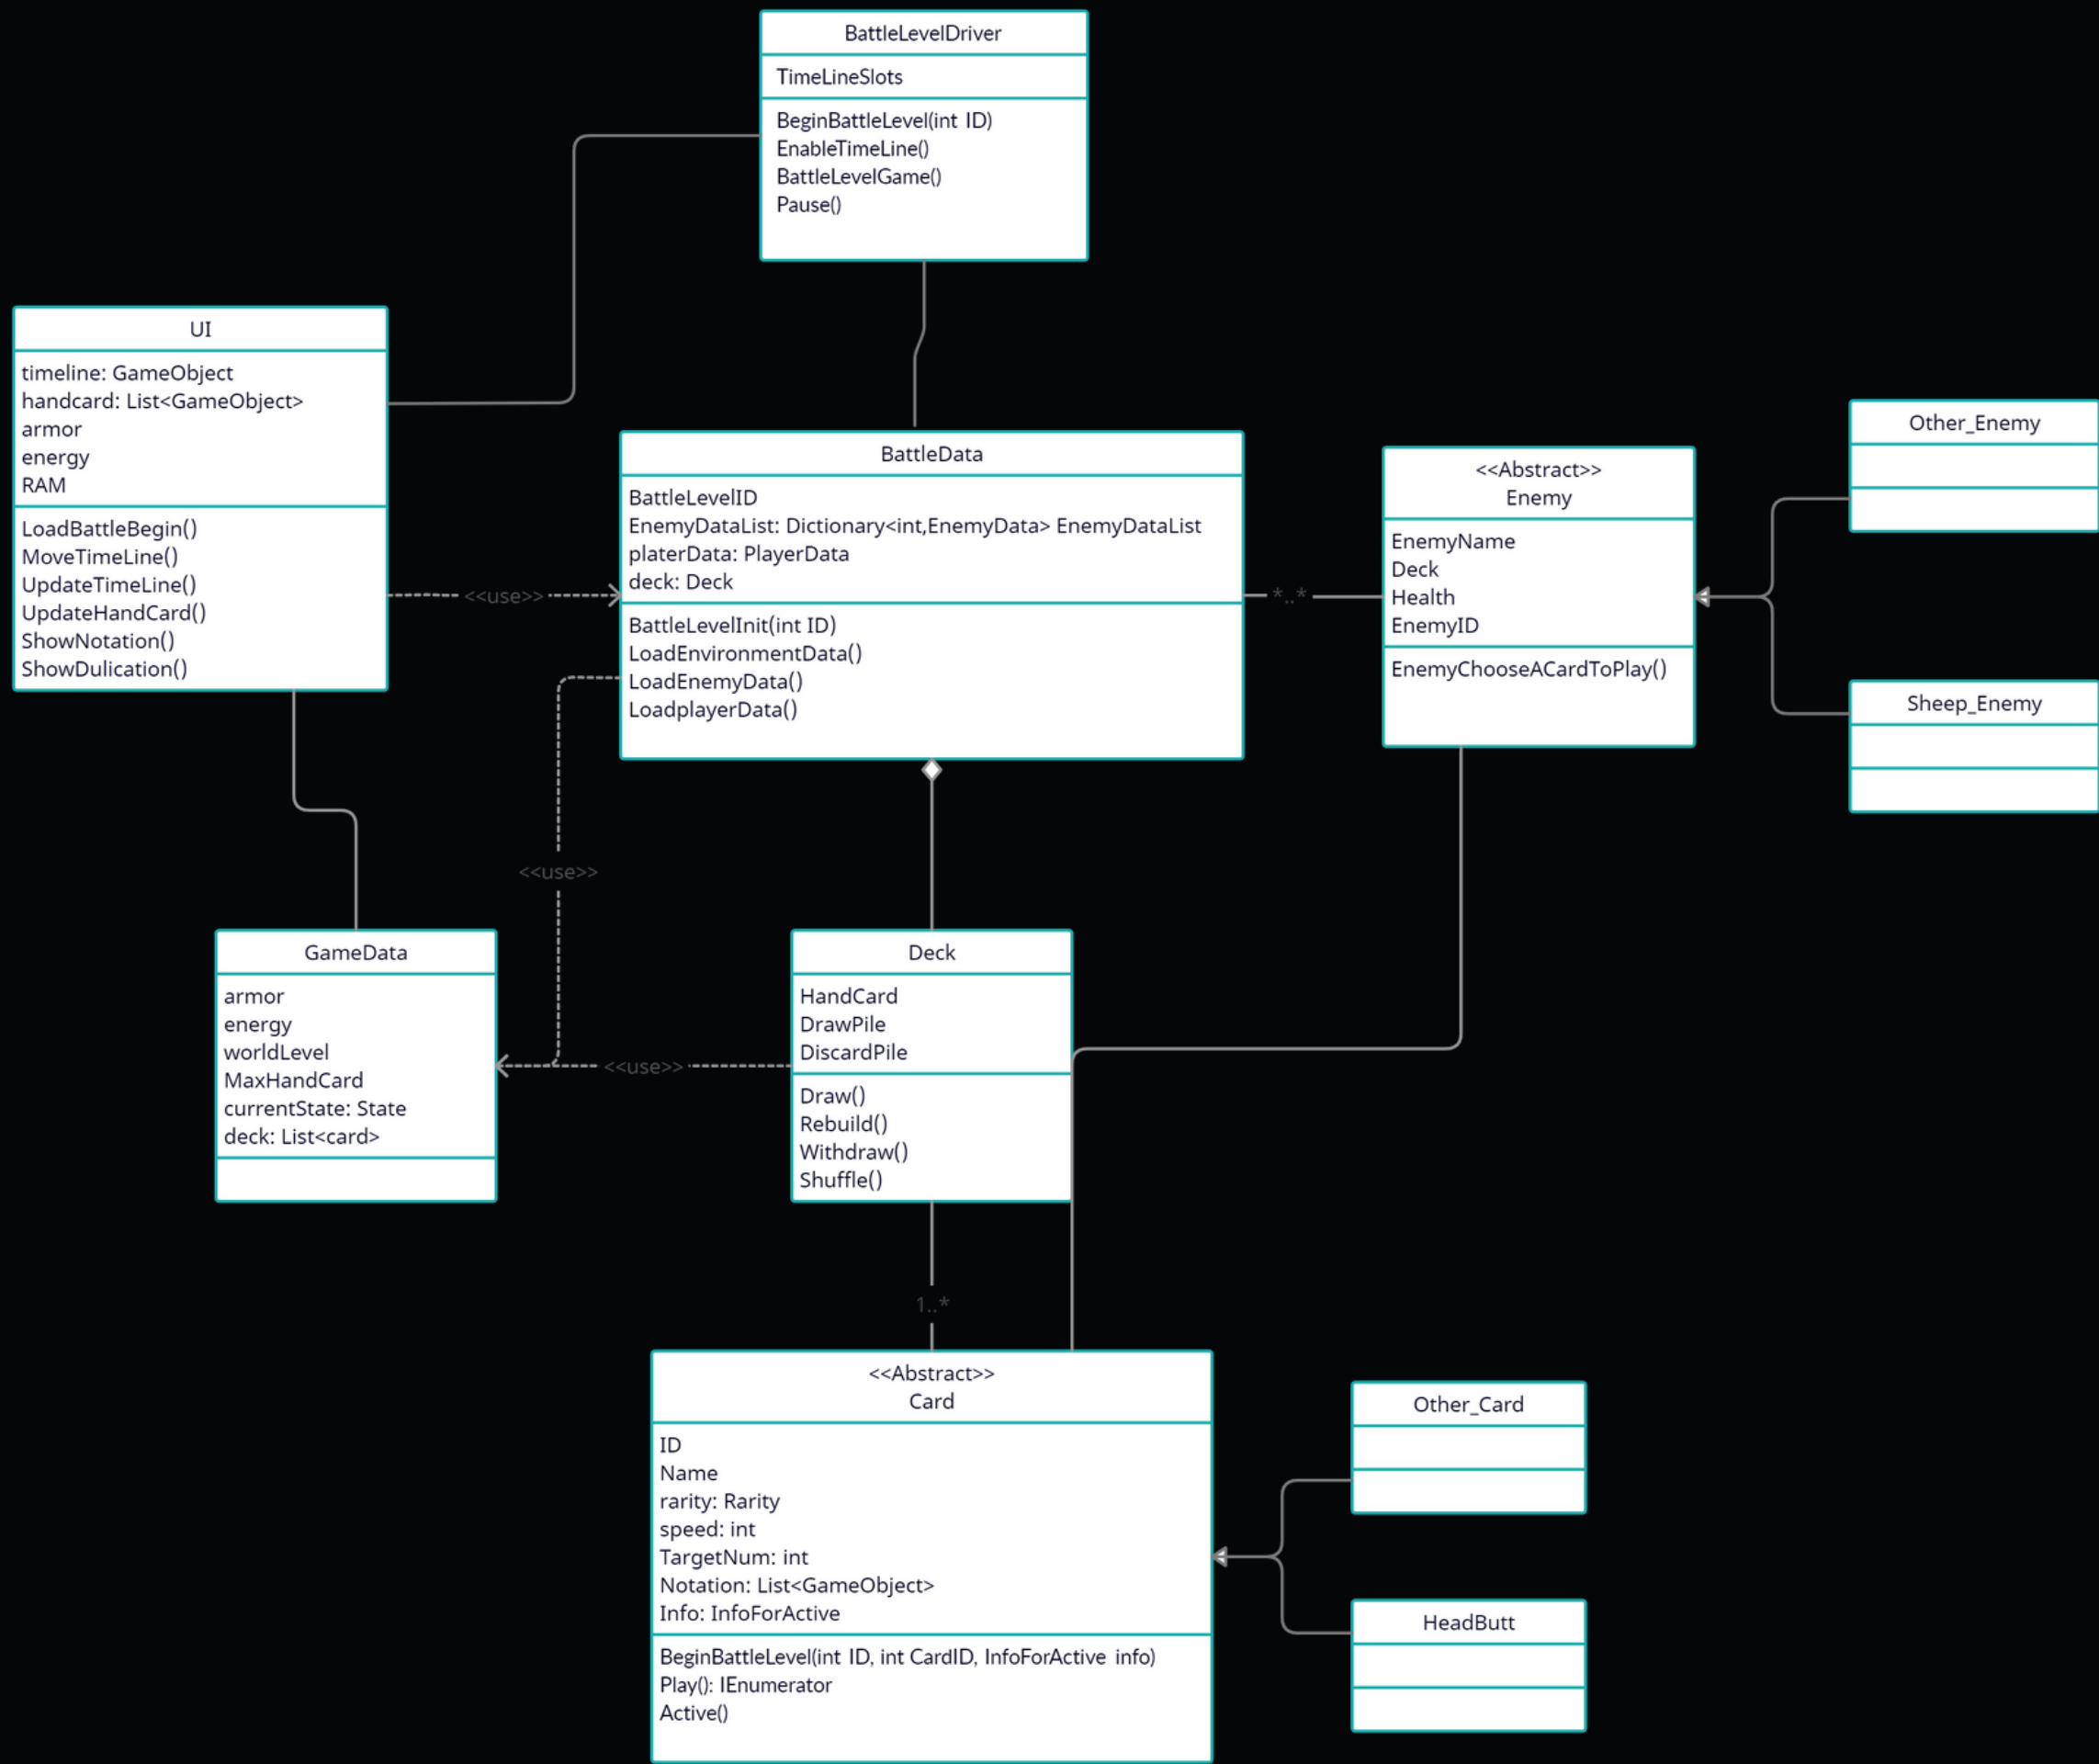 BattleLevelDriver
TimeLineSlots
BeginBattleLevel(int ID)
EnableTimeLine()
BattleLevelGame()
Pause()
UI
timeline: GameObject
handcard: List<GameObject>
armor
energy
RAM
LoadBattleBegin()
MoveTimeLine()
UpdateTimeLine()
UpdateHandCard()
ShowNotation()
ShowDulication()
<<use>>
BattleData
BattleLevelID
EnemyDataList: Dictionary<int,EnemyData> EnemyDataList
platerData: PlayerData
deck: Deck
BattleLevelInit(int ID)
LoadEnvironmentData()
LoadEnemyData()
LoadplayerData()
*..*
<<Abstract>>
Enemy
EnemyName
Deck
Health
EnemyID
EnemyChooseACardToPlay()
Other_Enemy
Sheep_Enemy
<<use>>
GameData
armor
energy
worldLevel
MaxHandCard
currentState: State
deck: List<card>
<<use>>
Deck
HandCard
DrawPile
DiscardPile
Draw()
Rebuild()
Withdraw()
Shuffle()
1..*
<<Abstract>>
Card
ID
Name
rarity: Rarity
speed: int
TargetNum: int
Notation: List<GameObject>
Info: InfoForActive
BeginBattleLevel(int ID, int CardID, InfoForActive info)
Play(): IEnumerator
Active()
Other_Card
HeadButt